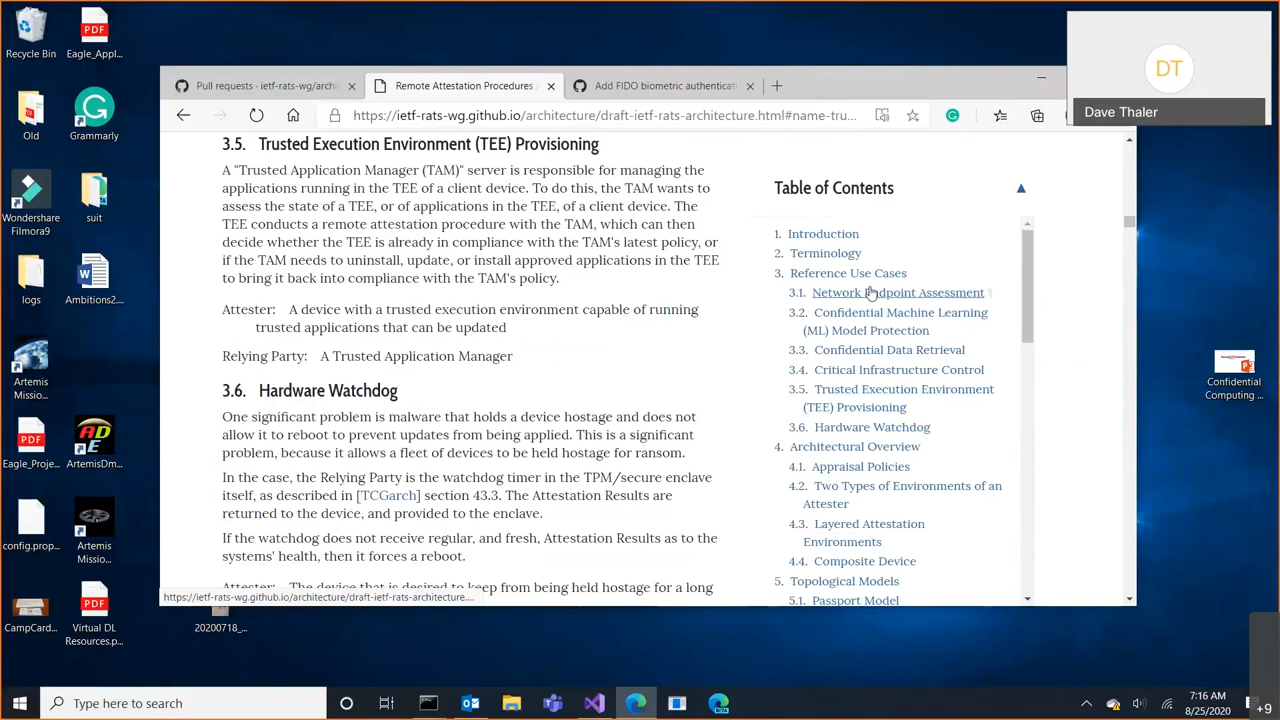 Recycle Bin
Eagle_Appl...
Old
Grammarly
Wondershare
Filmora9
suit
logs
Ambitions2...
Artemis
Missio...
Eagle_Proje...
ArtemisDm...
config.prop...
Artemis
Missio...
CampCard...
Virtual DL
Resources.p...
20200718_...
Pull requests · ietf-rats-wg/archi
Remote Attestation Procedures
Add FIDO biometric authenticati
https://ietf-rats-wg.github.io/architecture/draft-ietf-rats-architecture.html#name-tru...
DT
Dave Thaler
3.5. Trusted Execution Environment (TEE) Provisioning
A "Trusted Application Manager (TAM)" server is responsible for managing the
applications running in the TEE of a client device. To do this, the TAM wants to
assess the state of a TEE, or of applications in the TEE, of a client device. The
TEE conducts a remote attestation procedure with the TAM, which can then
decide whether the TEE is already in compliance with the TAM's latest policy, or
if the TAM needs to uninstall, update, or install approved applications in the TEE
to bring it back into compliance with the TAM's policy.
Attester: A device with a trusted execution environment capable of running
trusted applications that can be updated
Relying Party: A Trusted Application Manager
3.6. Hardware Watchdog
One significant problem is malware that holds a device hostage and does not
allow it to reboot to prevent updates from being applied. This is a significant
problem, because it allows a fleet of devices to be held hostage for ransom.
In the case, the Relying Party is the watchdog timer in the TPM/secure enclave
itself, as described in [TCGarch] section 43.3. The Attestation Results are
returned to the device, and provided to the enclave.
If the watchdog does not receive regular, and fresh, Attestation Results as to the
systems' health, then it forces a reboot.
Attester: The device that is desired to keep from being held hostage for a long
https://ietf-rats-wg.github.io/architecture/draft-ietf-rats-architecture....
Table of Contents
1. Introduction
2. Terminology
3. Reference Use Cases
3.1. Network Endpoint Assessment ¶
3.2. Confidential Machine Learning
(ML) Model Protection
3.3. Confidential Data Retrieval
3.4. Critical Infrastructure Control
3.5. Trusted Execution Environment
(TEE) Provisioning
3.6. Hardware Watchdog
4. Architectural Overview
4.1. Appraisal Policies
4.2. Two Types of Environments of an
Attester
4.3. Layered Attestation
Environments
4.4. Composite Device
5. Topological Models
5.1. Passport Model
Confidential
Computing ...
Type here to search
7:16 AM
8/25/2020
+9